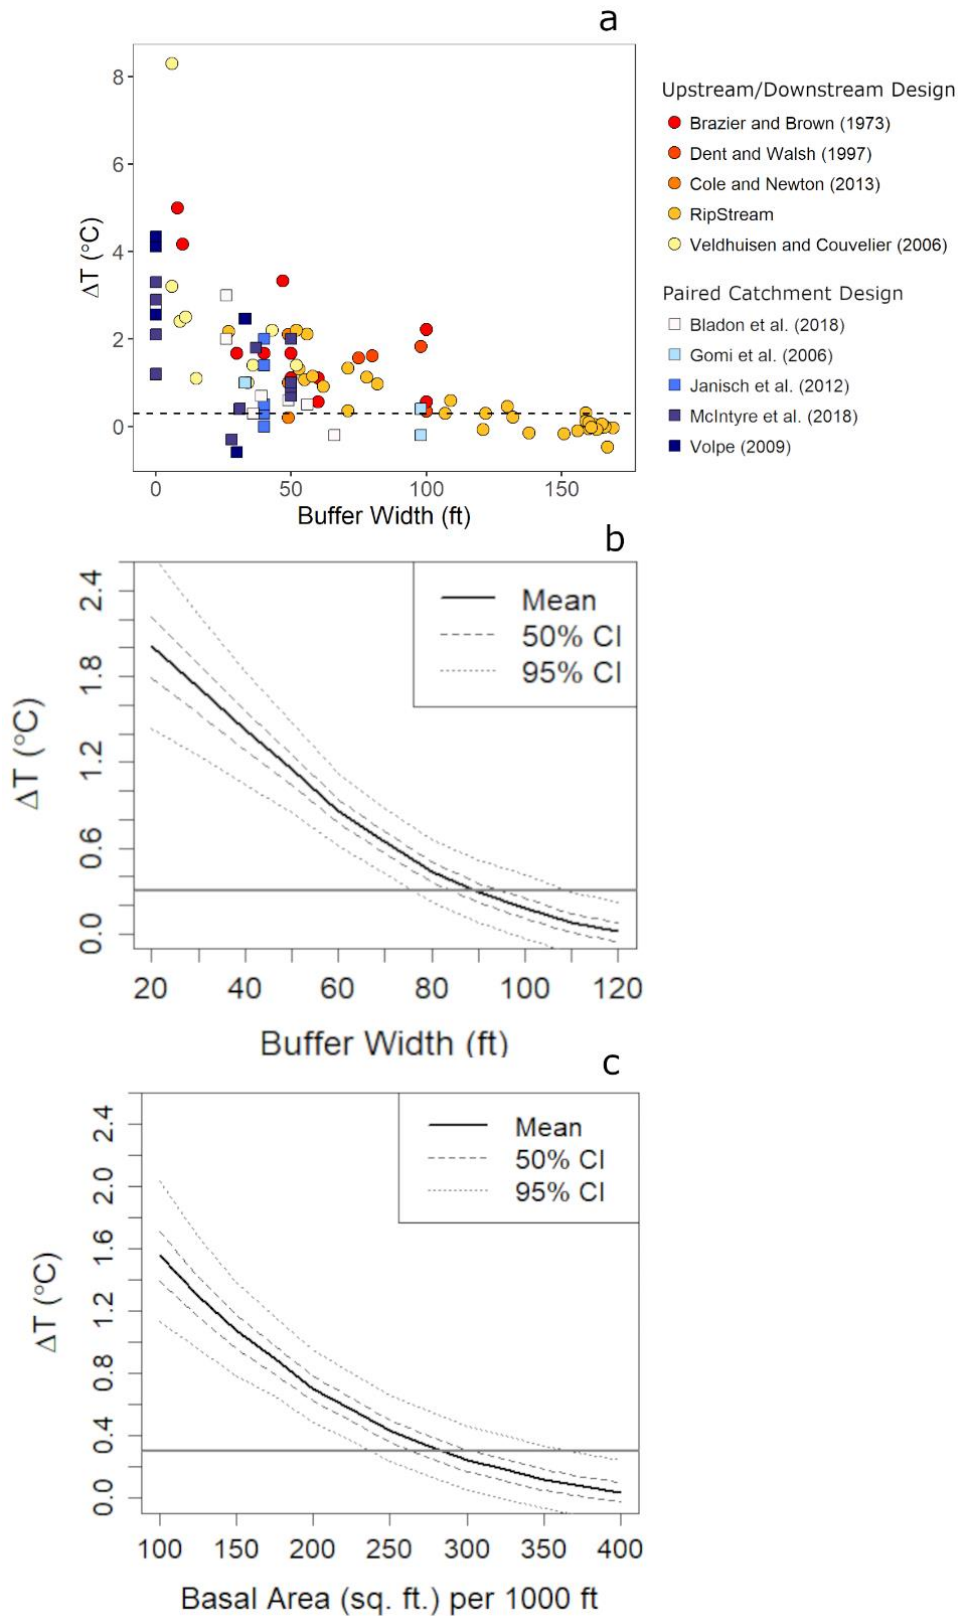 a
Upstream/Downstream Design
Brazier and Brown (1973)
Dent and Walsh (1997)
Cole and Newton (2013)
RipStream
Veldhuisen and Couvelier (2006)
Paired Catchment Design
Bladon et al. (2018)
Gomi et al. (2006)
Janisch et al. (2012)
McIntyre et al. (2018)
Volpe (2009)
8
6
4
2
0
ΔT (°C)
0 50 100 150
Buffer Width (ft)
b
Mean
50% CI
95% CI
2.4
1.8
1.2
0.6
0.0
ΔT (°C)
20 40 60 80 100 120
Buffer Width (ft)
c
Mean
50% CI
95% CI
2.4
2.0
1.6
1.2
0.8
0.4
0.0
ΔT (°C)
100 150 200 250 300 350 400
Basal Area (sq. ft.) per 1000 ft